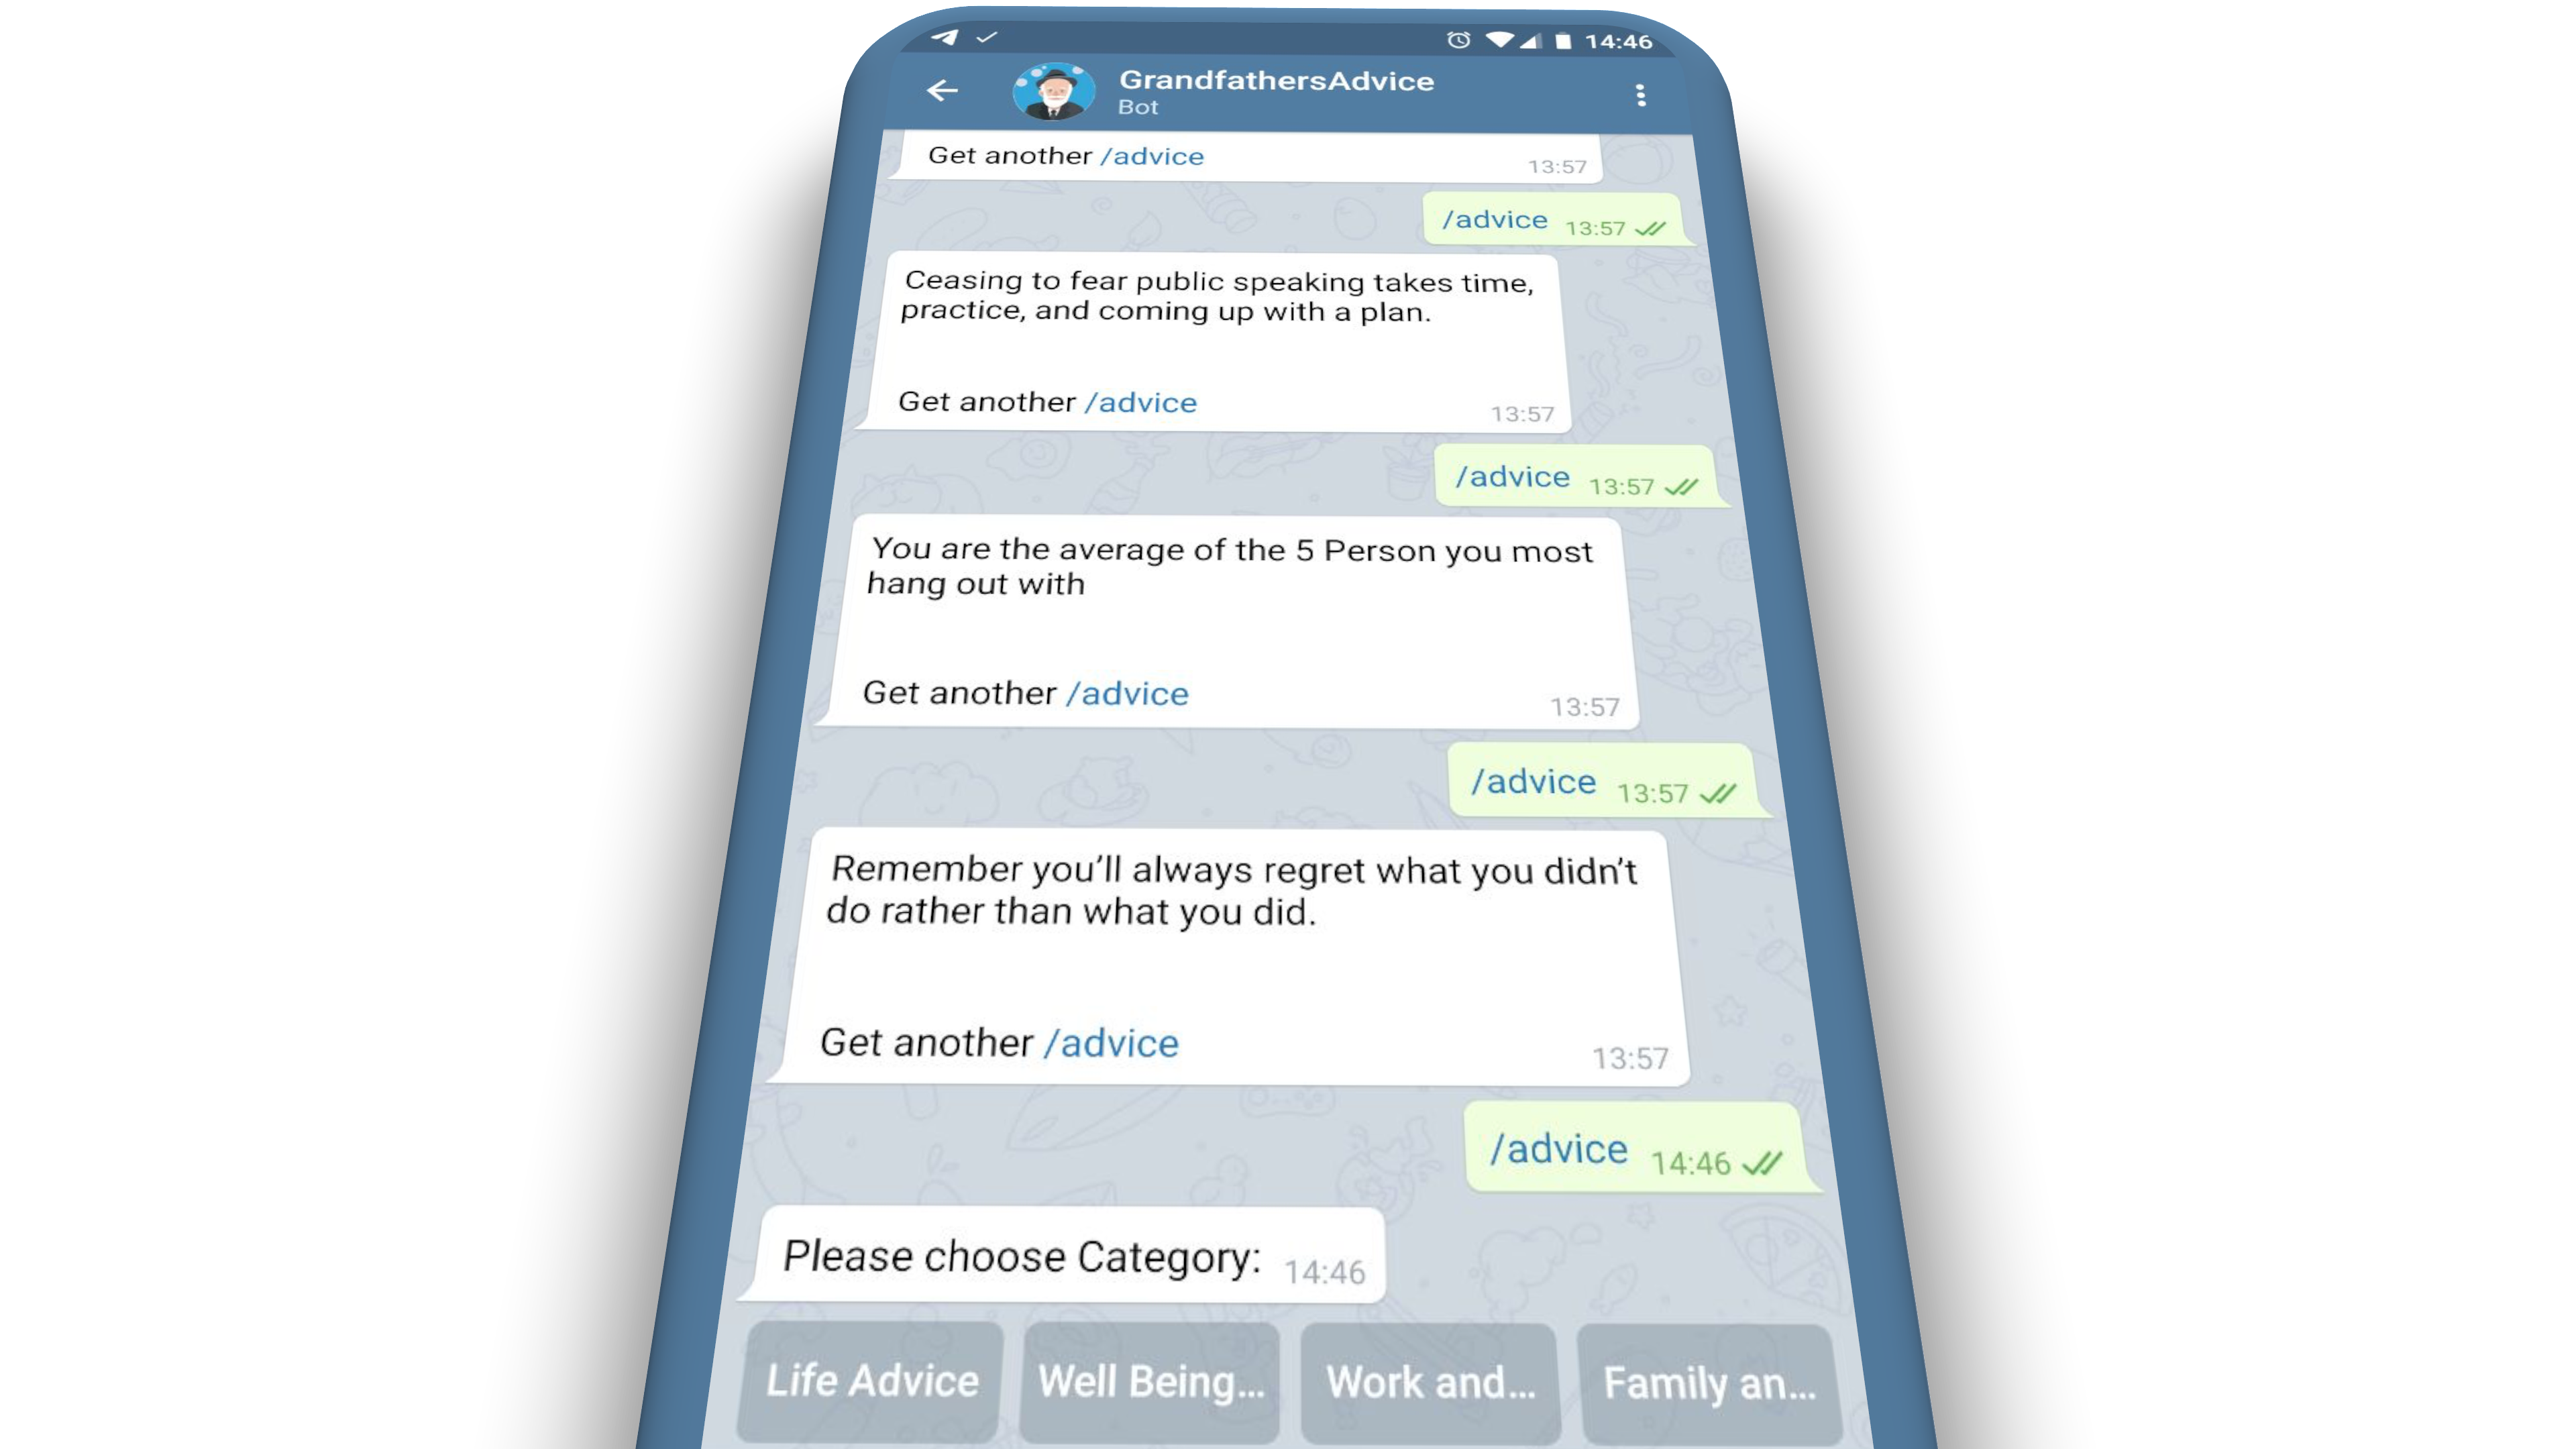 14:46
GrandfathersAdvice
Bot
Get another /advice 13:57
/advice 13:57
Ceasing to fear public speaking takes time,
practice, and coming up with a plan.
Get another /advice 13:57
/advice 13:57
You are the average of the 5 Person you most
hang out with
Get another /advice 13:57
/advice 13:57
Remember you’ll always regret what you didn’t
do rather than what you did.
Get another /advice 13:57
/advice 14:46
Please choose Category: 14:46
Life Advice Well Being... Work and... Family an...